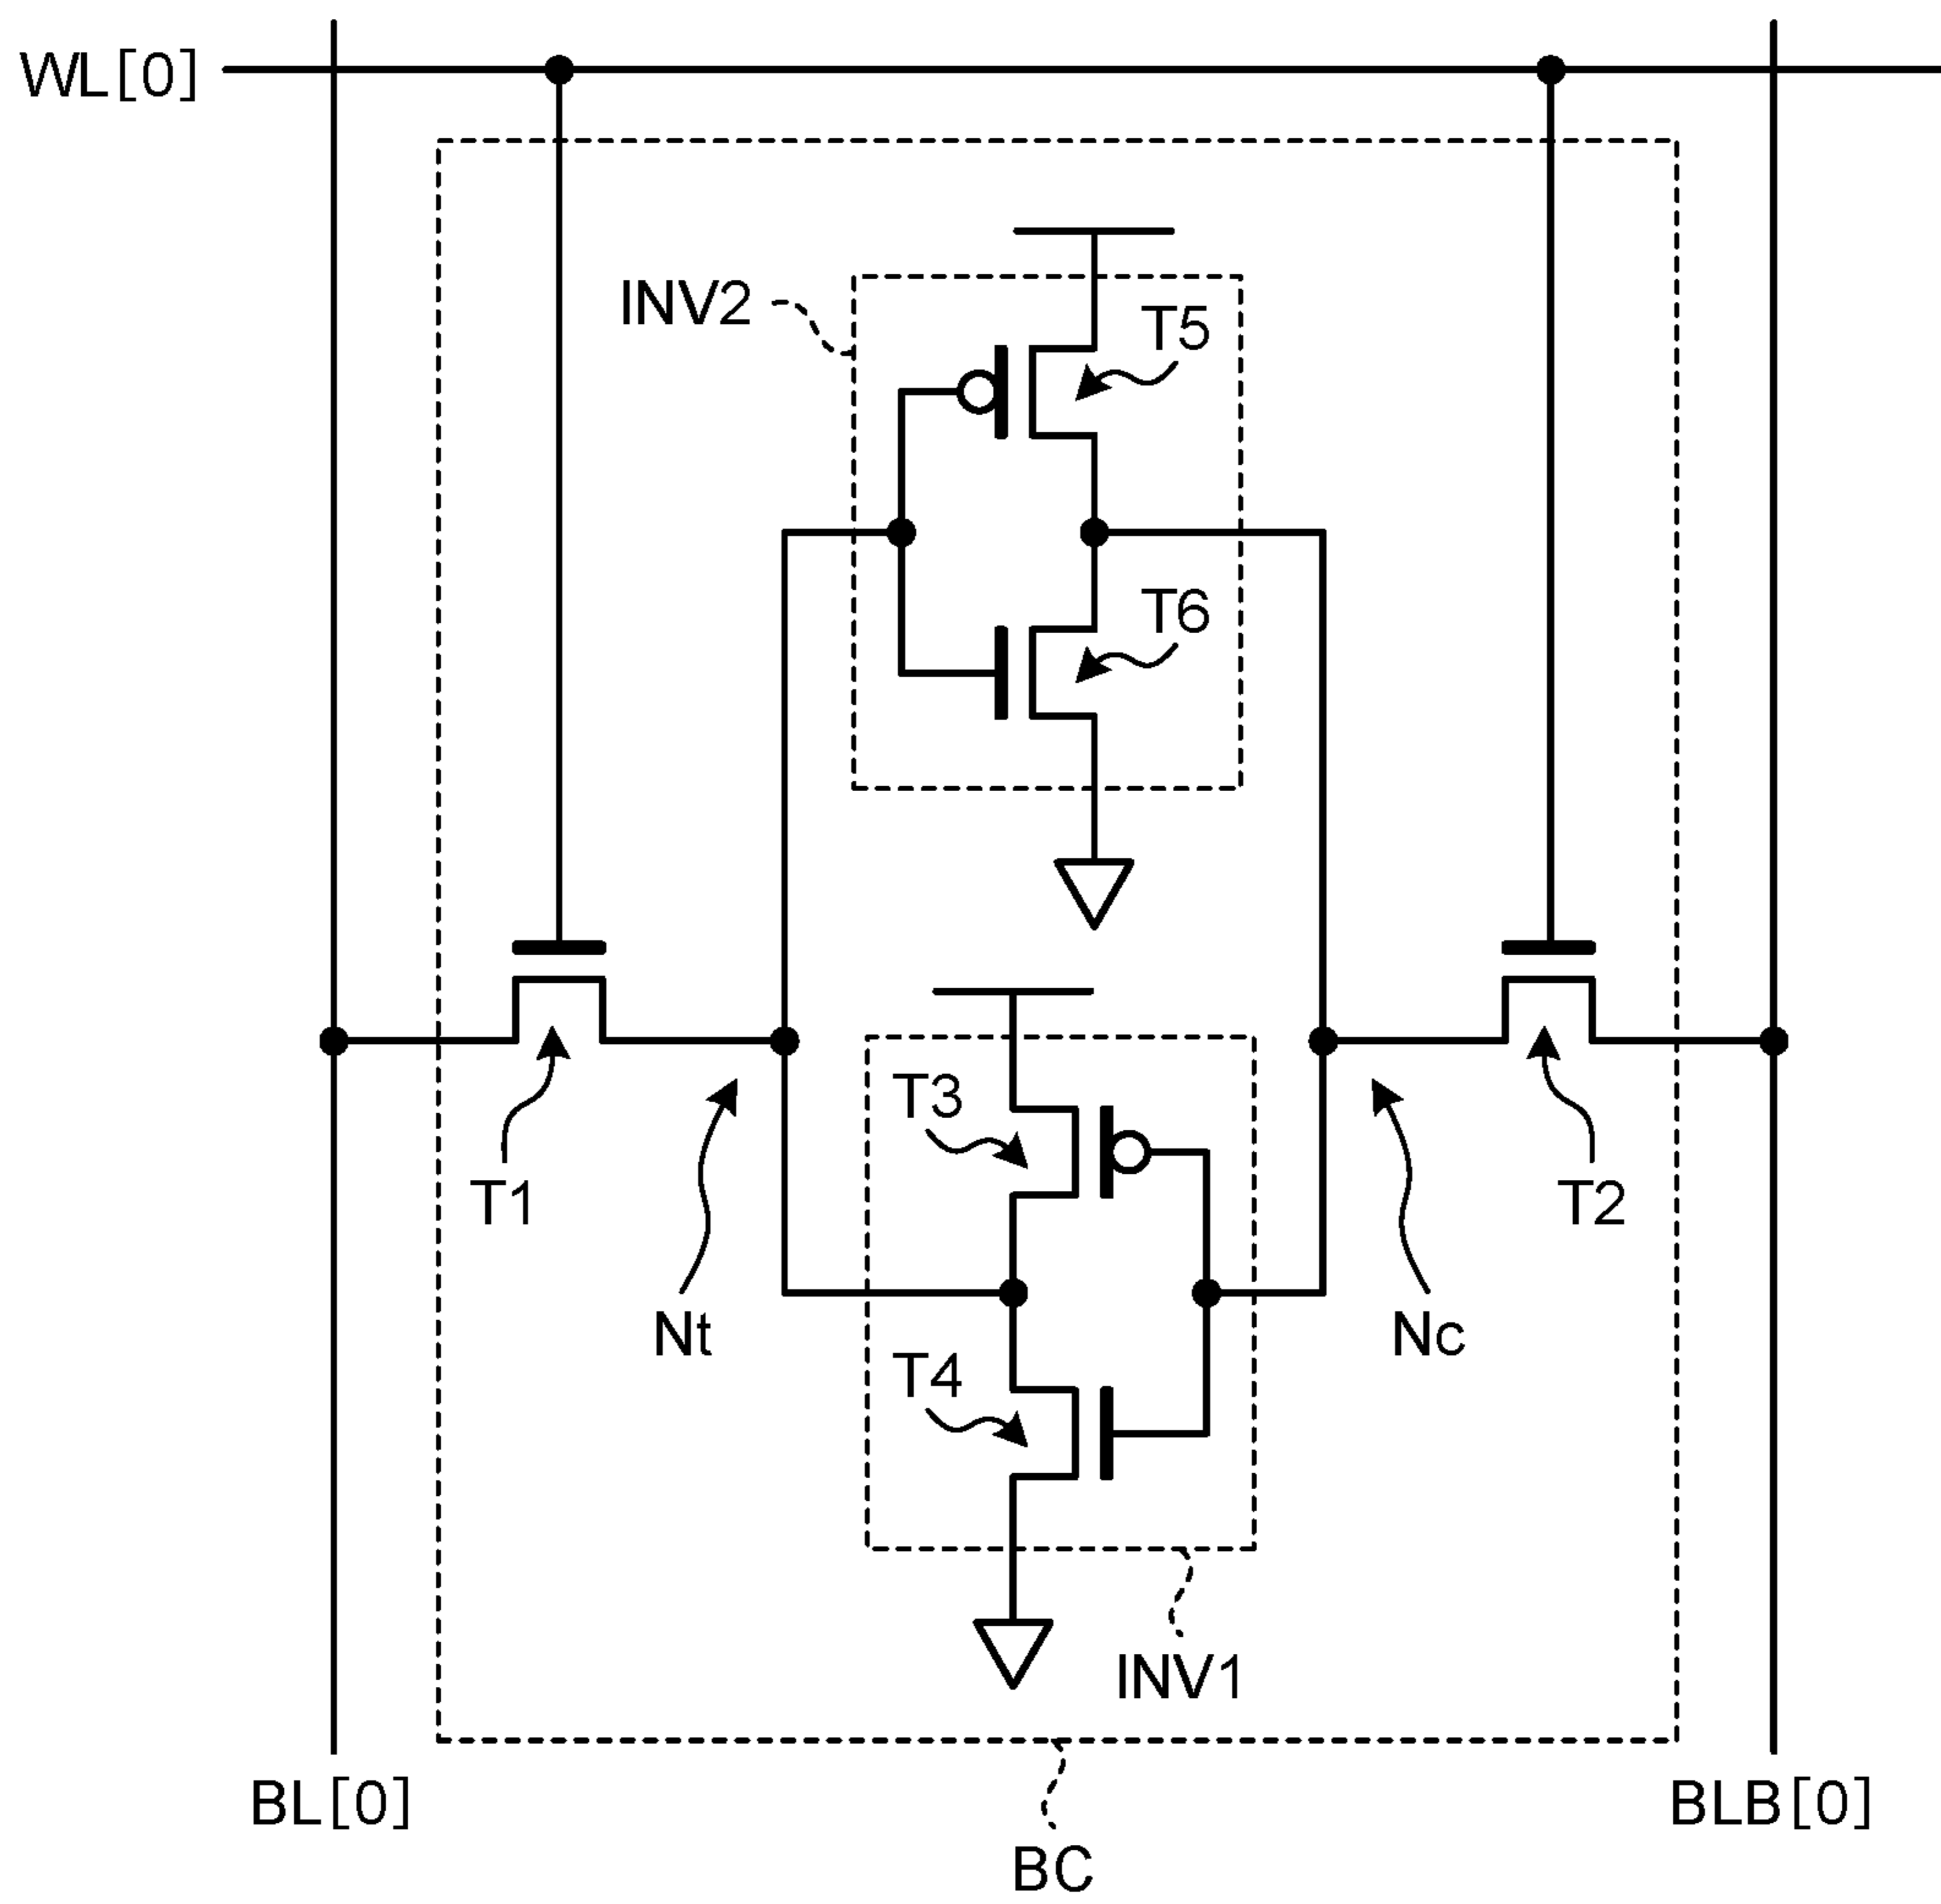 WL[0]
INV2
T5
T6
T3
T1
T2
Nt
Nc
T4
INV1
BL[0]
BLB[0]
BC